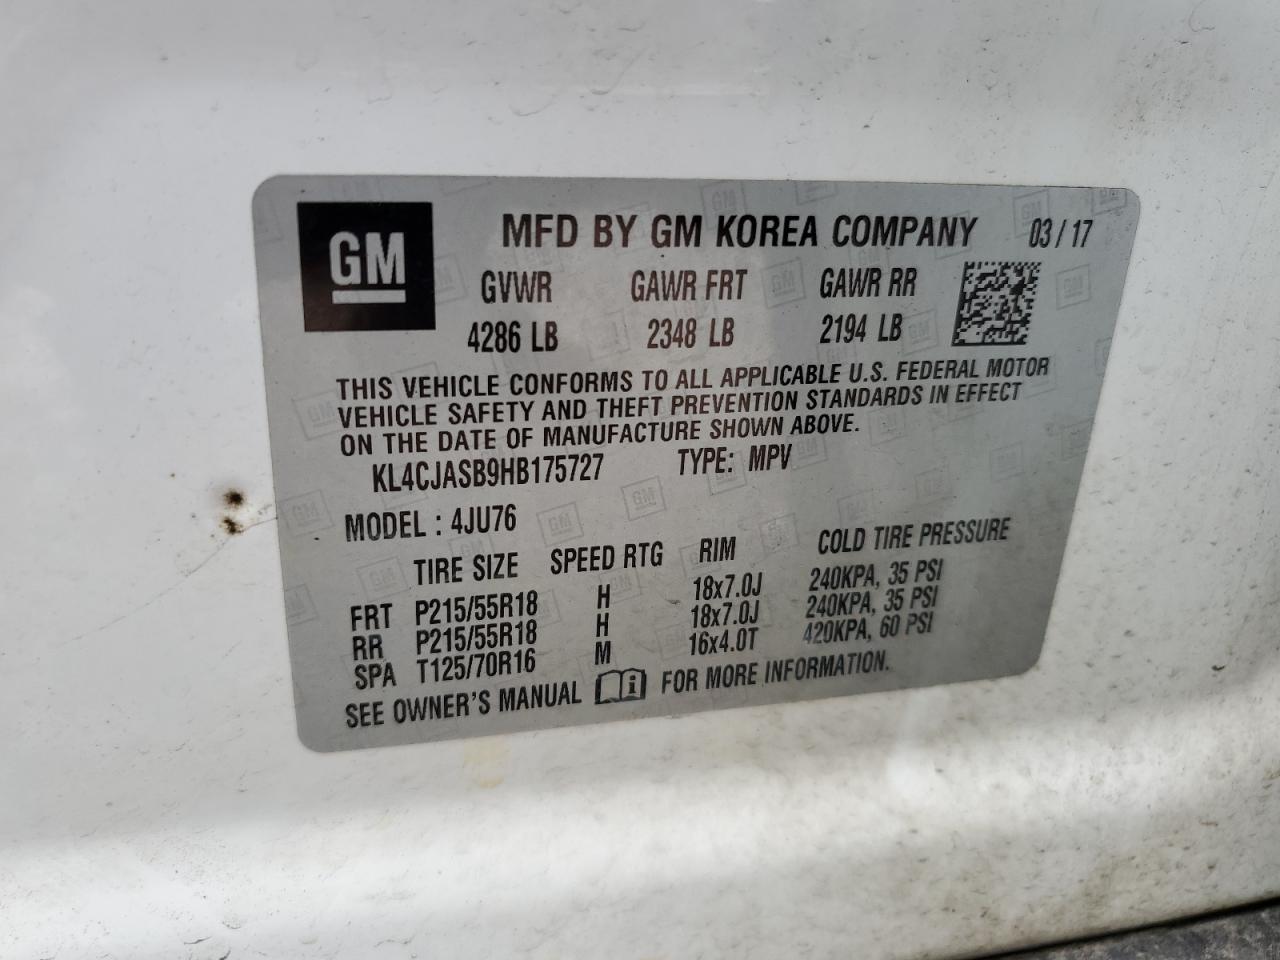 GM
MFD BY GM KOREA COMPANY 03/17
GVWR GAWR FRT GAWR RR
4286 LB 2348 LB 2194 LB
THIS VEHICLE CONFORMS TO ALL APPLICABLE U.S. FEDERAL MOTOR
VEHICLE SAFETY AND THEFT PREVENTION STANDARDS IN EFFECT
ON THE DATE OF MANUFACTURE SHOWN ABOVE.
KL4CJASB9HB175727 TYPE: MPV
MODEL : 4JU76
TIRE SIZE SPEED RTG RIM COLD TIRE PRESSURE
FRT P215/55R18 H 18x7.0J 240KPA, 35 PSI
RR P215/55R18 H 18x7.0J 240KPA, 35 PSI
SPA T125/70R16 M 16x4.0T 420KPA, 60 PSI
SEE OWNER'S MANUAL FOR MORE INFORMATION.